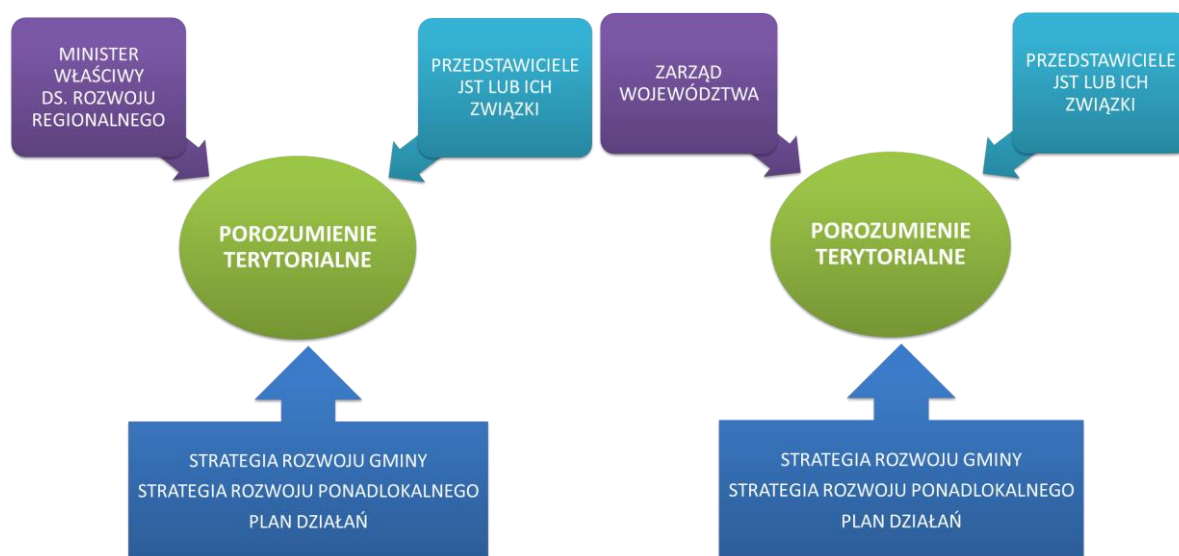 MINISTER
WŁAŚCIWY
DS. ROZWOJU
REGIONALNEGO
PRZEDSTAWICIELE
JST LUB ICH
ZWIĄZKI
POROZUMIENIE
TERYTORIALNE
STRATEGIA ROZWOJU GMINY
STRATEGIA ROZWOJU PONADLOKALNEGO
PLAN DZIAŁAŃ
ZARZĄD
WOJEWÓDZTWA
PRZEDSTAWICIELE
JST LUB ICH
ZWIĄZKI
POROZUMIENIE
TERYTORIALNE
STRATEGIA ROZWOJU GMINY
STRATEGIA ROZWOJU PONADLOKALNEGO
PLAN DZIAŁAŃ